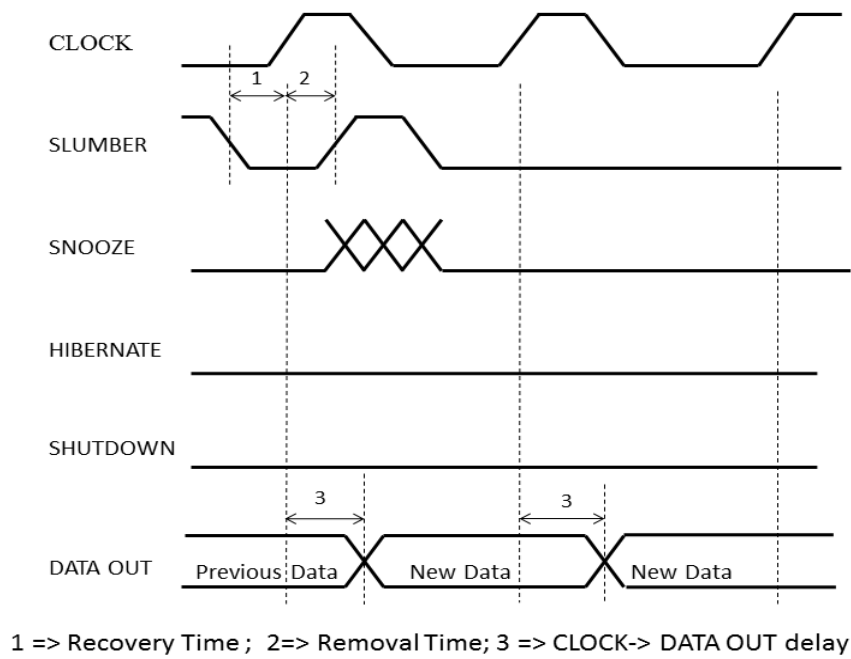 CLOCK
1 2
SLUMBER
SNOOZE
HIBERNATE
SHUTDOWN
3 3
DATA OUT Previous Data New Data New Data
1 => Recovery Time ; 2=> Removal Time; 3 => CLOCK-> DATA OUT delay